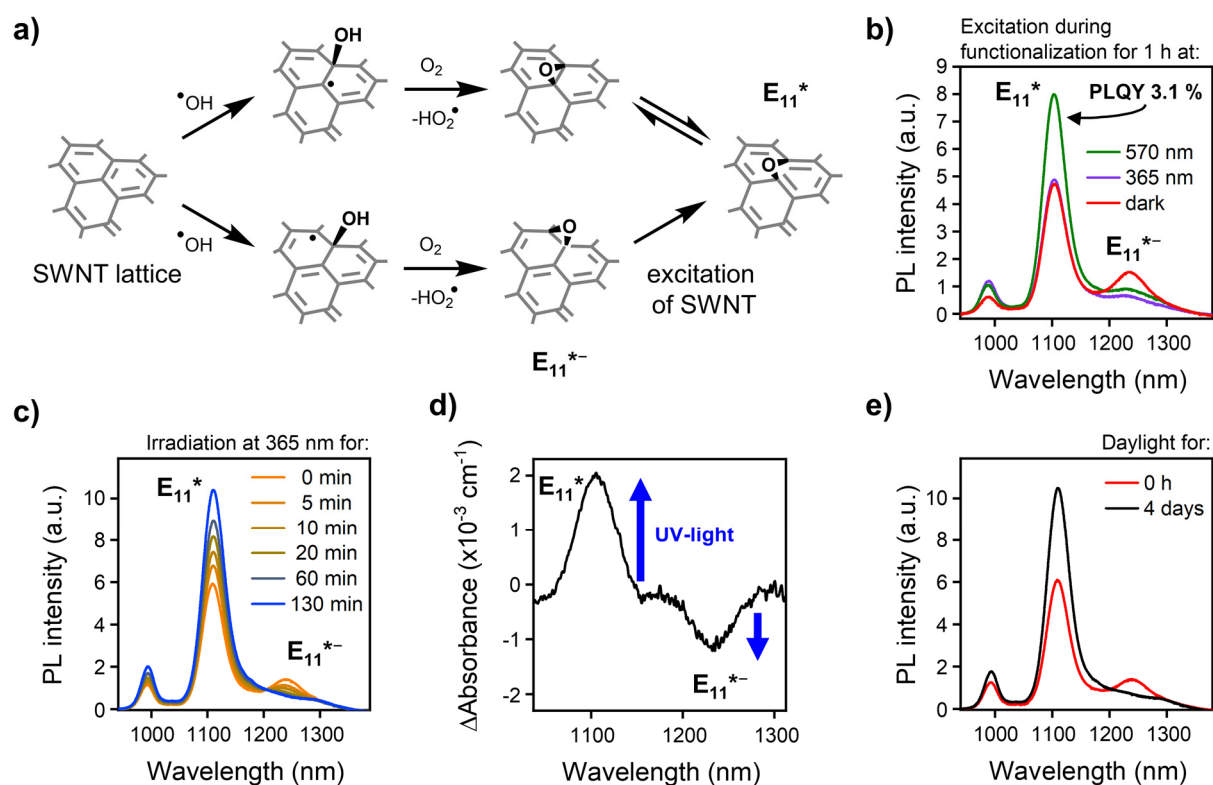 a)
OH
•OH
O₂
-HO₂•
O
E₁₁*
SWNT lattice
•OH
OH
O₂
-HO₂•
O
O
excitation
of SWNT
E₁₁*⁻
b)
Excitation during
functionalization for 1 h at:
9
8
7
6
5
4
3
2
1
0
PL intensity (a.u.)
E₁₁*
PLQY 3.1 %
570 nm
365 nm
dark
E₁₁*⁻
1000 1100 1200 1300
Wavelength (nm)
c)
Irradiation at 365 nm for:
10
8
6
4
2
0
PL intensity (a.u.)
E₁₁*
0 min
5 min
10 min
20 min
60 min
130 min
E₁₁*⁻
1000 1100 1200 1300
Wavelength (nm)
d)
2
1
0
-1
-2
ΔAbsorbance (x10⁻³ cm⁻¹)
E₁₁*
UV-light
E₁₁*⁻
1100 1200 1300
Wavelength (nm)
e)
Daylight for:
10
8
6
4
2
0
PL intensity (a.u.)
0 h
4 days
1000 1100 1200 1300
Wavelength (nm)